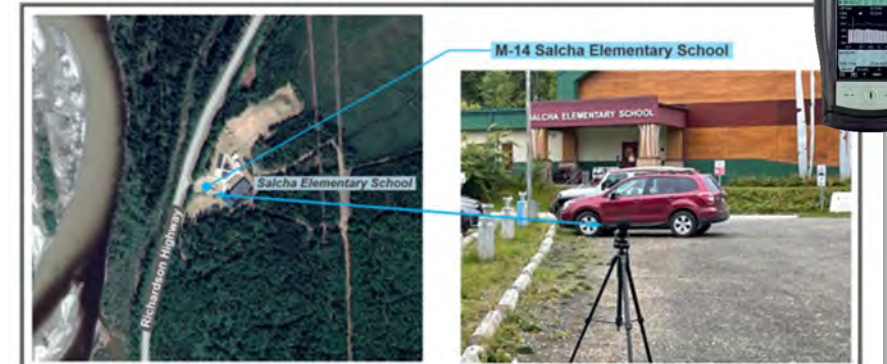 M-14 Salcha Elementary School
SALCHA ELEMENTARY SCHOOL
Salcha Elementary School
Richardson Highway